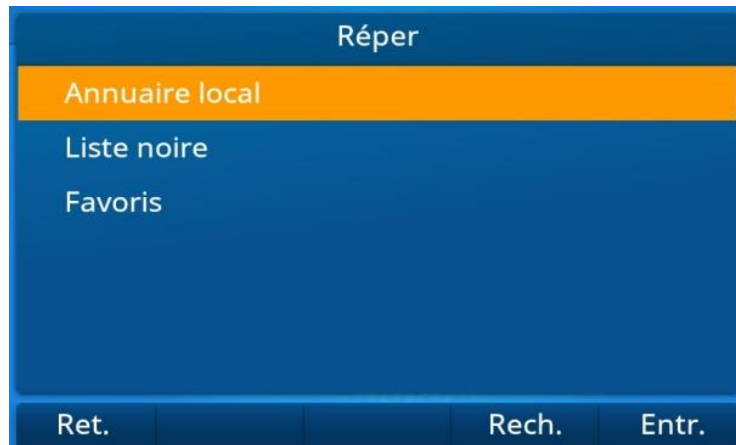 Réper
Annuaire local
Liste noire
Favoris
Ret. Rech. Entr.